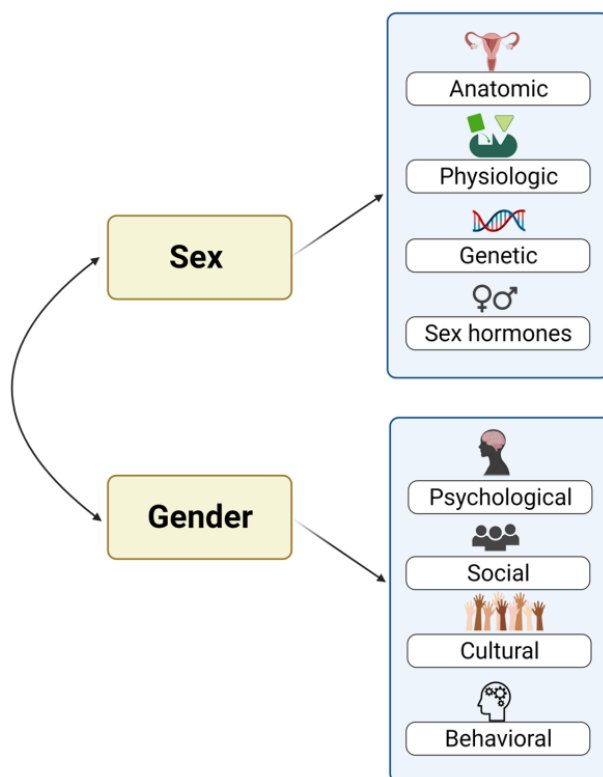 Sex
Anatomic
Physiologic
Genetic
Sex hormones
Gender
Psychological
Social
Cultural
Behavioral